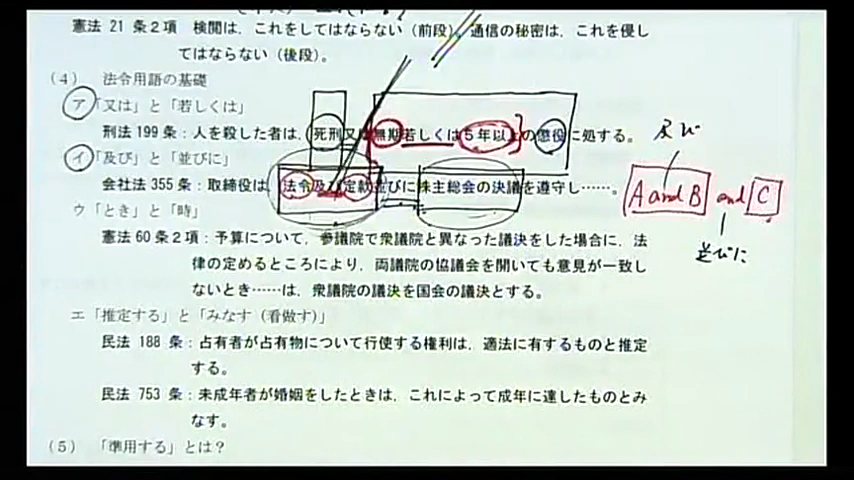 憲法 21 条2項 検閲は、これをしてはならない（前段）。通信の秘密は、これを侵し
てはならない（後段）。
（4） 法令用語の基礎
ア「又は」と「若しくは」
刑法 199 条：人を殺した者は、（死刑又は無期若しくは5年以上の懲役に処する。
及び
イ「及び」と「並びに」
会社法 355 条：取締役は、法令及び定款並びに株主総会の決議を遵守し……。
A and B and C
ウ「とき」と「時」
並びに
憲法 60 条2項：予算について、参議院で衆議院と異なった議決をした場合に、法
律の定めるところにより、両議院の協議会を開いても意見が一致し
ないとき……は、衆議院の議決を国会の議決とする。
エ「推定する」と「みなす（看做す）」
民法 188 条：占有者が占有物について行使する権利は、適法に有するものと推定
する。
民法 753 条：未成年者が婚姻をしたときは、これによって成年に達したものとみ
なす。
（5） 「準用する」とは？